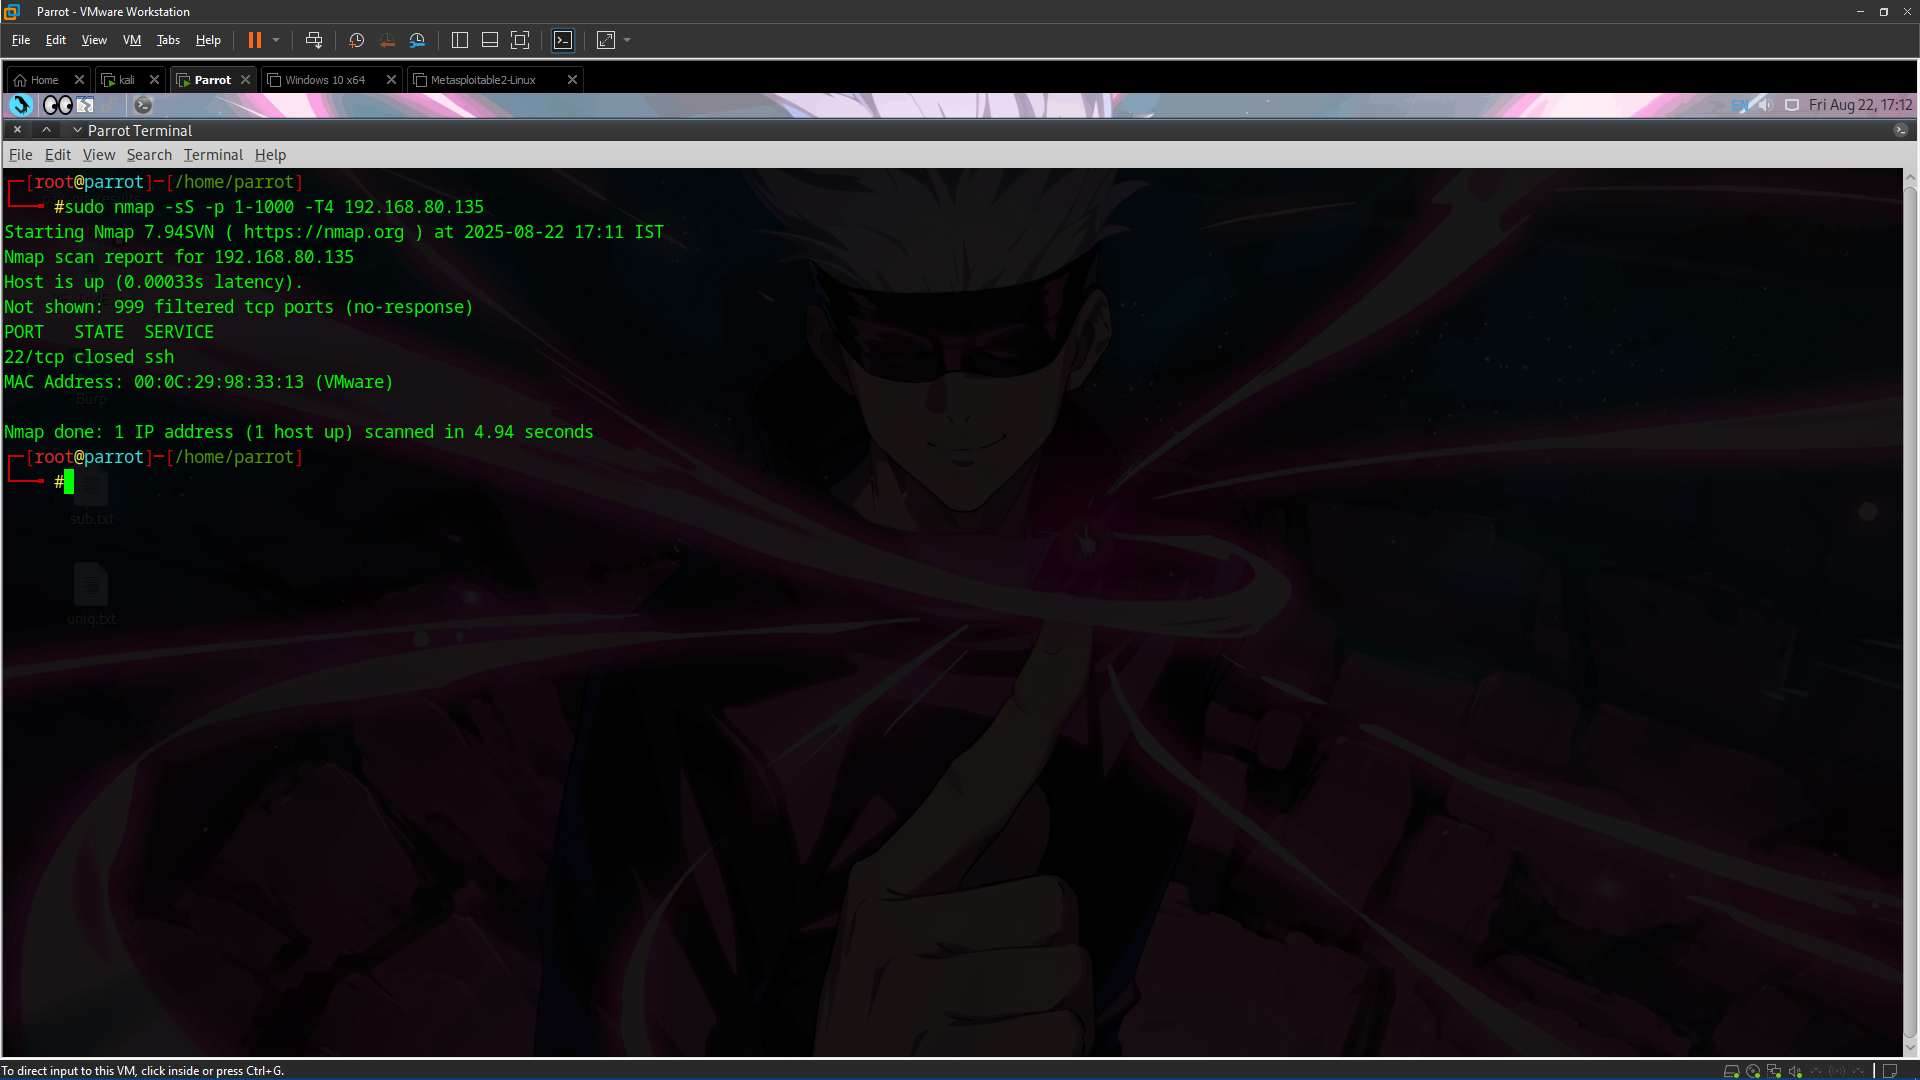 Parrot - VMware Workstation
File Edit View VM Tabs Help
Home kali Parrot Windows 10 x64 Metasploitable2-Linux
EN Fri Aug 22, 17:12
Parrot Terminal
File Edit View Search Terminal Help
┌─[root@parrot]─[/home/parrot]
└──╼ #sudo nmap -sS -p 1-1000 -T4 192.168.80.135
Starting Nmap 7.94SVN ( https://nmap.org ) at 2025-08-22 17:11 IST
Nmap scan report for 192.168.80.135
Host is up (0.00033s latency).
Not shown: 999 filtered tcp ports (no-response)
PORT   STATE  SERVICE
22/tcp closed ssh
MAC Address: 00:0C:29:98:33:13 (VMware)
Burp
Nmap done: 1 IP address (1 host up) scanned in 4.94 seconds
┌─[root@parrot]─[/home/parrot]
└──╼ #
sub.txt
uniq.txt
To direct input to this VM, click inside or press Ctrl+G.